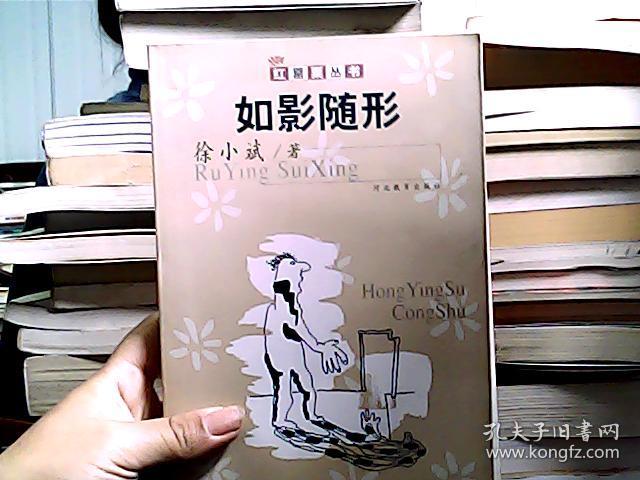 红罂粟丛书
如影随形
徐小斌/著
RuYing SuiXing
河北教育出版社
HongYingSu
CongShu
孔夫子旧书网
www.kongfz.com